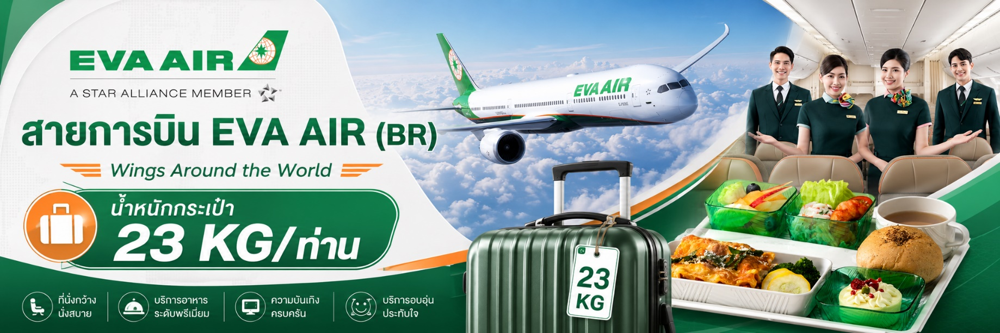 EVA AIR
A STAR ALLIANCE MEMBER
สายการบิน EVA AIR (BR)
Wings Around the World
น้ำหนักกระเป๋า
23 KG/ท่าน
ที่นั่งกว้าง
นั่งสบาย
บริการอาหาร
ระดับพรีเมี่ยม
ความบันเทิง
ครบครัน
บริการอบอุ่น
ประทับใจ
EVA AIR
23
KG